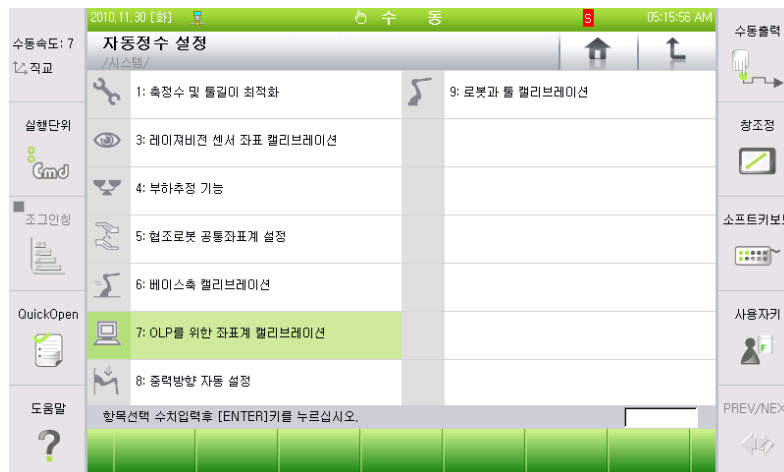 2010,11,30 [화]
수 동
S
05:15:56 AM
수동속도: 7
직교
실행단위
Cmd
조그인칭
QuickOpen
도움말
자동정수 설정
/시스템/
1: 축정수 및 툴길이 최적화
3: 레이져비전 센서 좌표 캘리브레이션
4: 부하추정 기능
5: 협조로봇 공통좌표계 설정
6: 베이스축 캘리브레이션
7: OLP를 위한 좌표계 캘리브레이션
8: 중력방향 자동 설정
9: 로봇과 툴 캘리브레이션
항목선택 수치입력후 [ENTER]키를 누르십시오.
수동출력
창조정
소프트키보드
사용자키
F
PREV/NEX